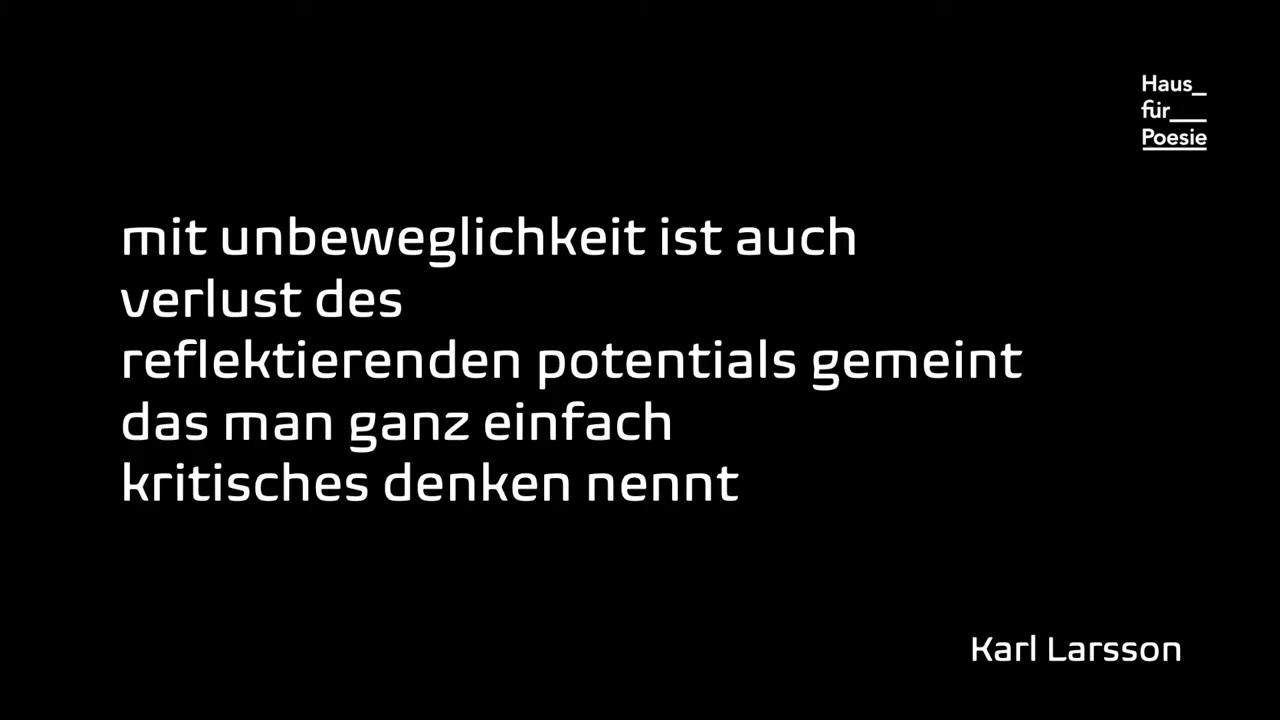 Haus_
für___
Poesie
mit unbeweglichkeit ist auch
verlust des
reflektierenden potentials gemeint
das man ganz einfach
kritisches denken nennt
Karl Larsson